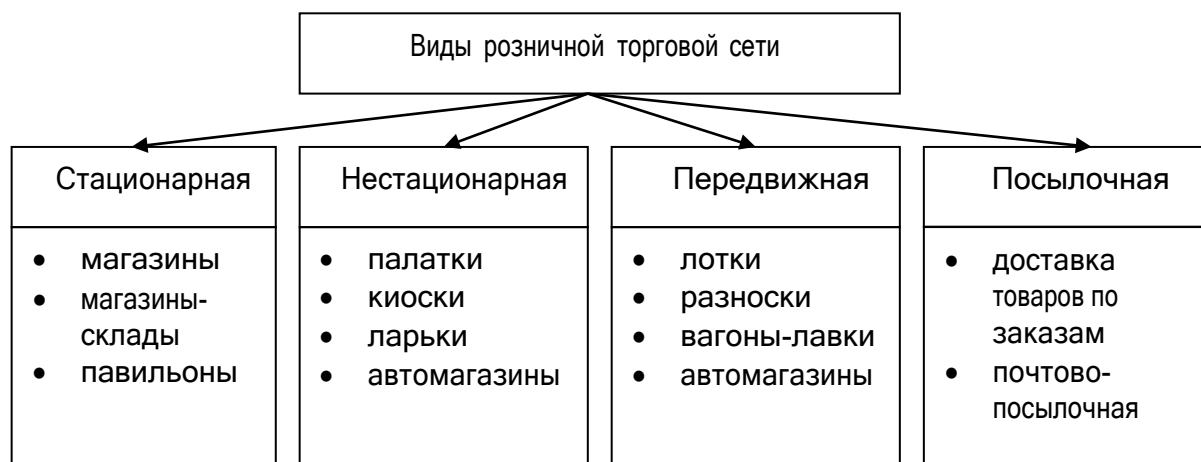 Виды розничной торговой сети
Стационарная
• магазины
• магазины-
склады
• павильоны
Нестационарная
• палатки
• киоски
• ларьки
• автомагазины
Передвижная
• лотки
• разноски
• вагоны-лавки
• автомагазины
Посылочная
• доставка
товаров по
заказам
• почтово-
посылочная